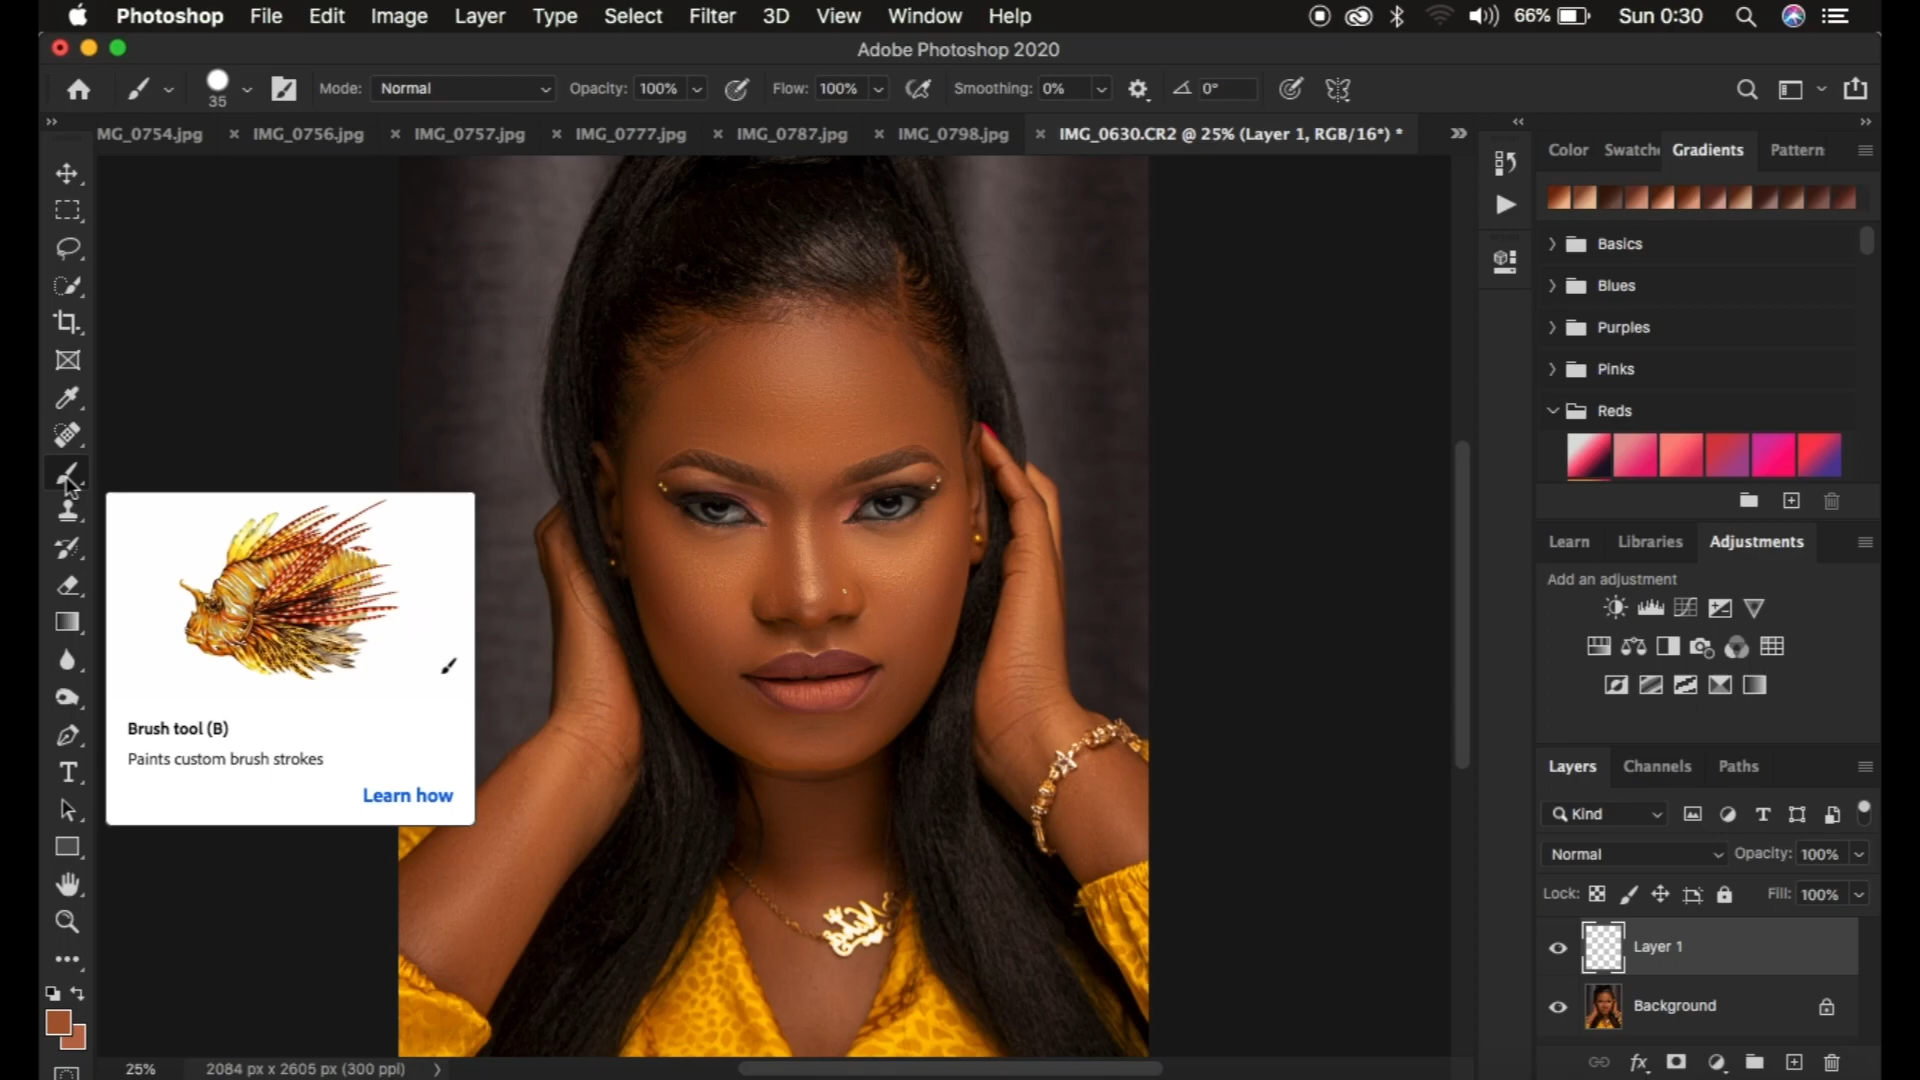 Photoshop File Edit Image Layer Type Select Filter 3D View Window Help 66% Sun 0:30
Adobe Photoshop 2020
35 Mode: Normal Opacity: 100% Flow: 100% Smoothing: 0% 0°
MG_0754.jpg × IMG_0756.jpg × IMG_0757.jpg × IMG_0777.jpg × IMG_0787.jpg × IMG_0798.jpg × IMG_0630.CR2 @ 25% (Layer 1, RGB/16*) *
Color Swatche Gradients Pattern
Basics
Blues
Purples
Pinks
Reds
Brush tool (B)
Paints custom brush strokes
Learn how
Learn Libraries Adjustments
Add an adjustment
Layers Channels Paths
Kind
Normal Opacity: 100%
Lock: Fill: 100%
Layer 1
Background
25% 2084 px x 2605 px (300 ppi)